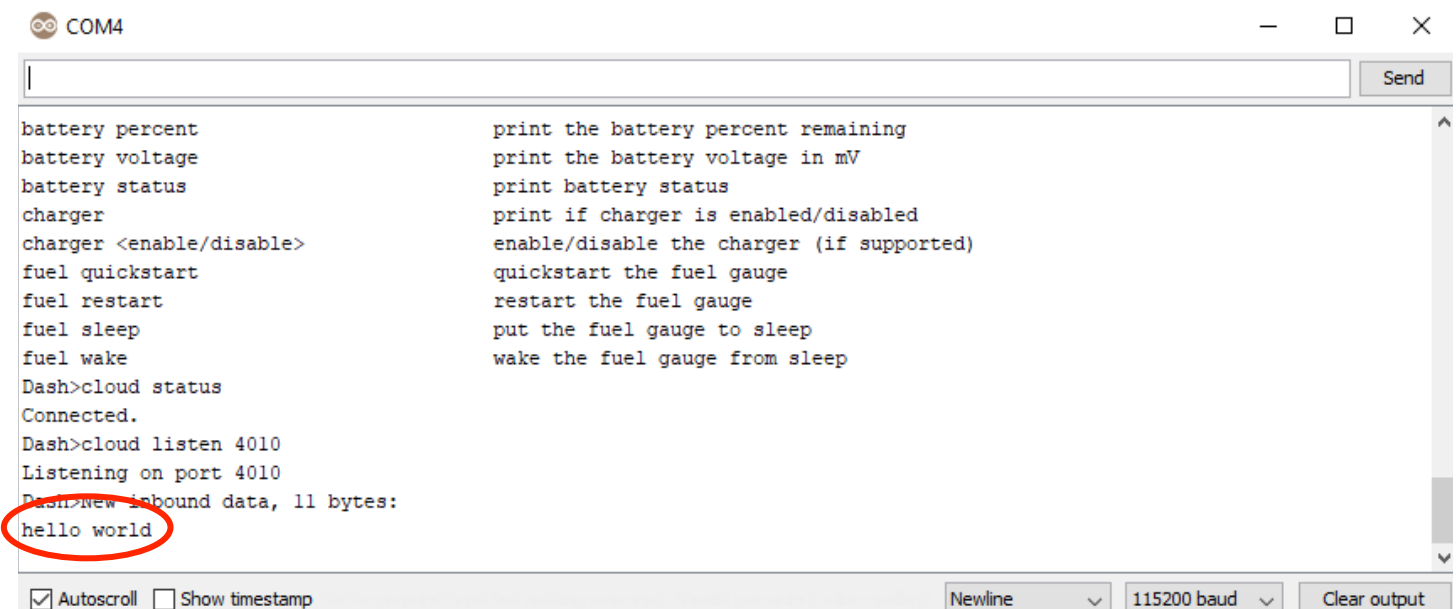 COM4
Send
battery percent print the battery percent remaining
battery voltage print the battery voltage in mV
battery status print battery status
charger print if charger is enabled/disabled
charger <enable/disable> enable/disable the charger (if supported)
fuel quickstart quickstart the fuel gauge
fuel restart restart the fuel gauge
fuel sleep put the fuel gauge to sleep
fuel wake wake the fuel gauge from sleep
Dash>cloud status
Connected.
Dash>cloud listen 4010
Listening on port 4010
Dash>New inbound data, 11 bytes:
hello world
Autoscroll Show timestamp Newline 115200 baud Clear output